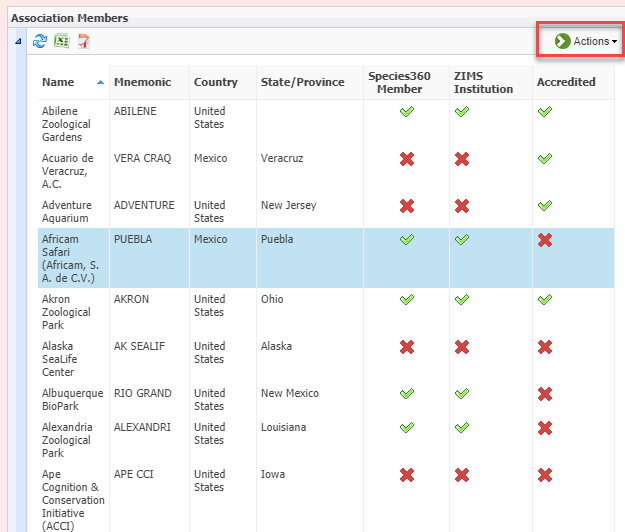 Association Members
Actions
Name Mnemonic Country State/Province Species360 Member ZIMS Institution Accredited
Abilene Zoological Gardens ABILENE United States
Acuario de Veracruz, A.C. VERA CRAQ Mexico Veracruz
Adventure Aquarium ADVENTURE United States New Jersey
Africam Safari (Africam, S. A. de C.V.) PUEBLA Mexico Puebla
Akron Zoological Park AKRON United States Ohio
Alaska SeaLife Center AK SEALIF United States Alaska
Albuquerque BioPark RIO GRAND United States New Mexico
Alexandria Zoological Park ALEXANDRI United States Louisiana
Ape Cognition & Conservation Initiative (ACCI) APE CCI United States Iowa